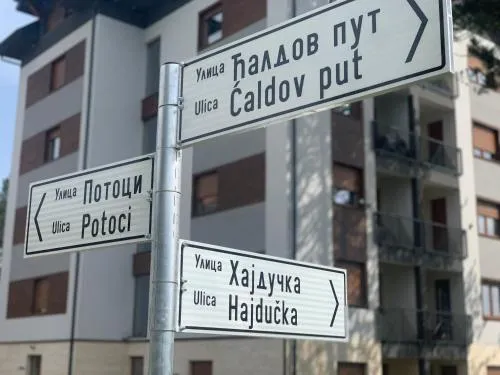 Улица Ћалдов пут
Ulica Ćaldov put
Улица Потоци
Ulica Potoci
Улица Хајдучка
Ulica Hajdučka